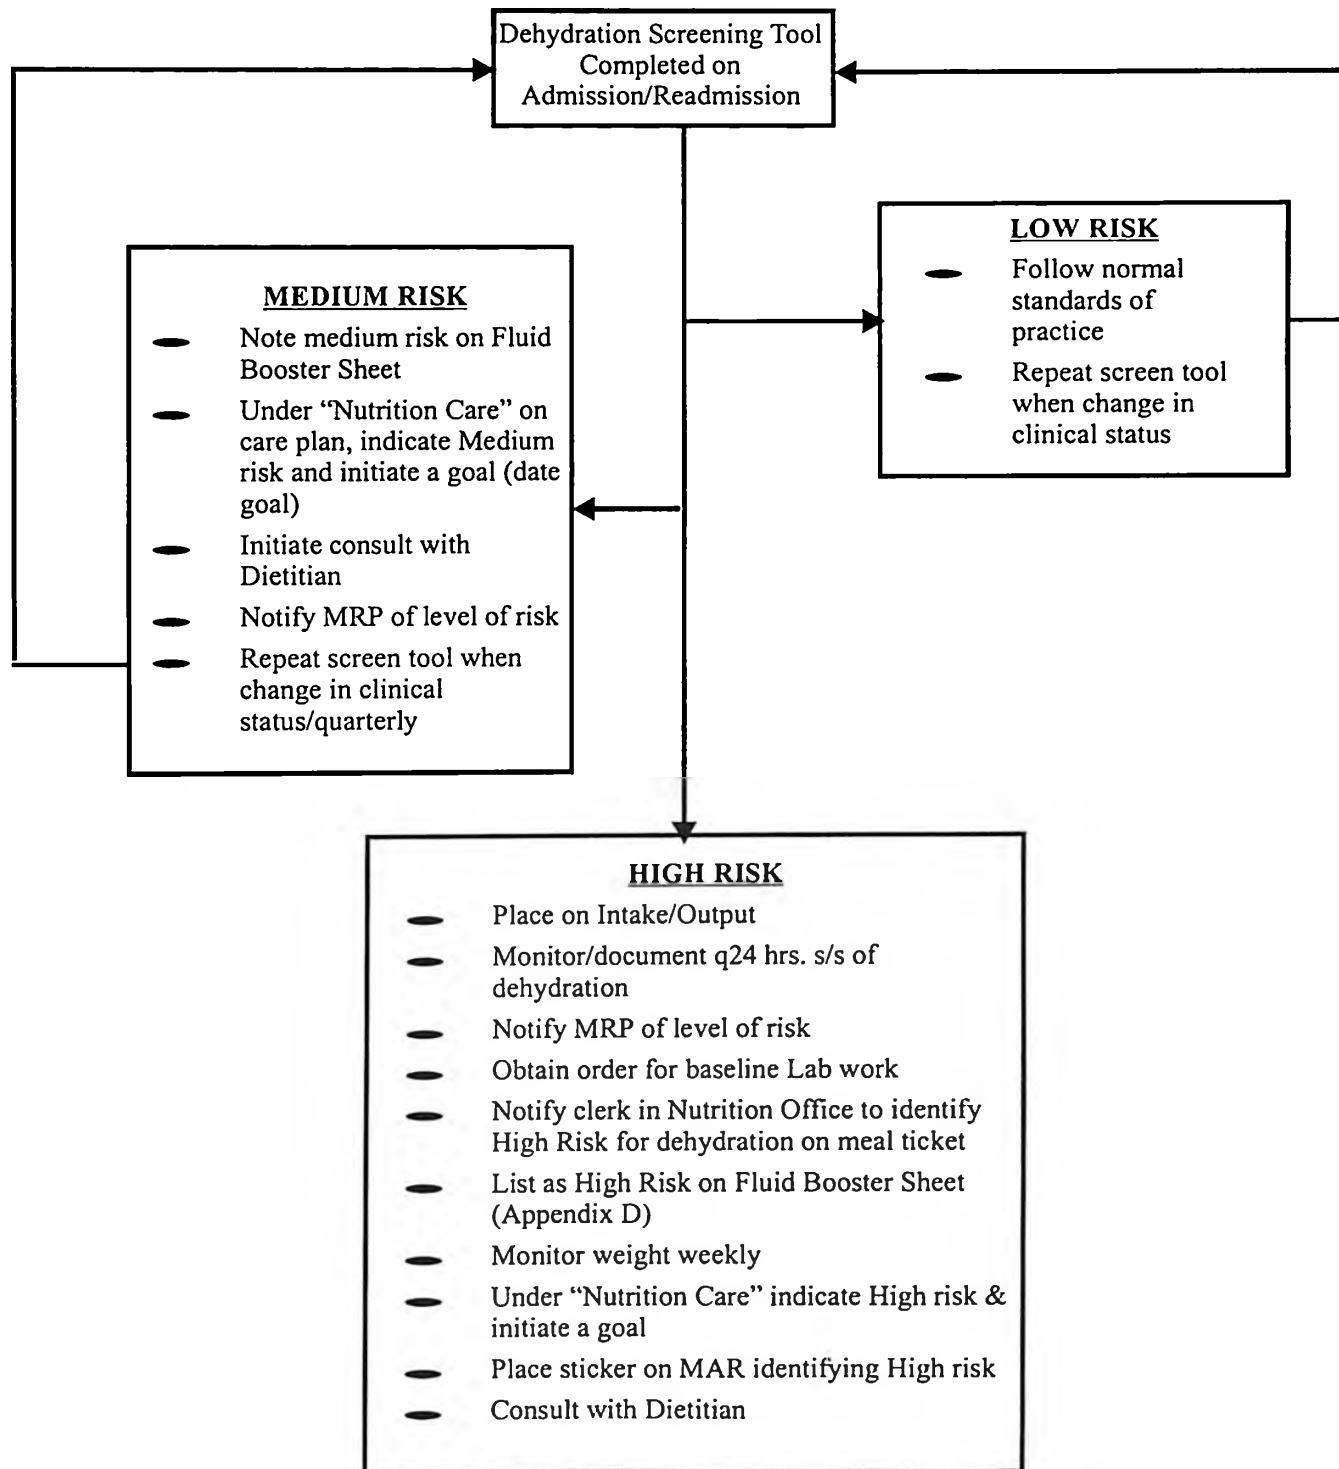 Dehydration Screening Tool
Completed on
Admission/Readmission
LOW RISK
Follow normal
standards of
practice
Repeat screen tool
when change in
clinical status
MEDIUM RISK
Note medium risk on Fluid
Booster Sheet
Under “Nutrition Care” on
care plan, indicate Medium
risk and initiate a goal (date
goal)
Initiate consult with
Dietitian
Notify MRP of level of risk
Repeat screen tool when
change in clinical
status/quarterly
HIGH RISK
Place on Intake/Output
Monitor/document q24 hrs. s/s of
dehydration
Notify MRP of level of risk
Obtain order for baseline Lab work
Notify clerk in Nutrition Office to identify
High Risk for dehydration on meal ticket
List as High Risk on Fluid Booster Sheet
(Appendix D)
Monitor weight weekly
Under “Nutrition Care” indicate High risk &
initiate a goal
Place sticker on MAR identifying High risk
Consult with Dietitian